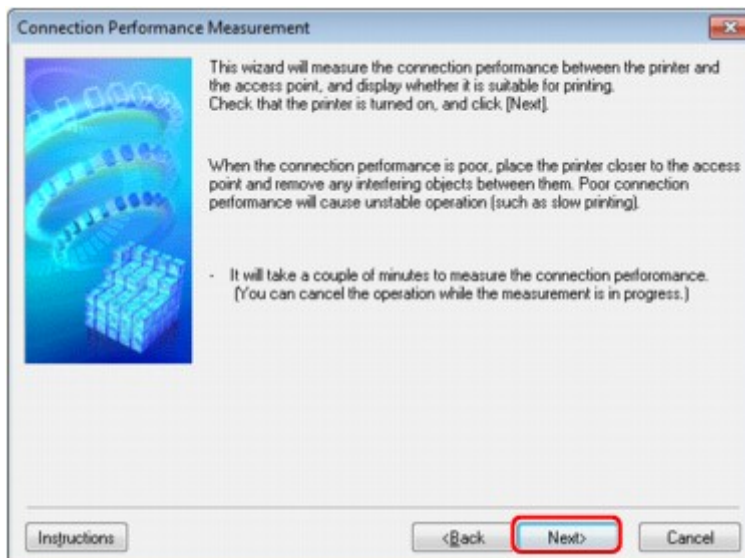 Connection Performance Measurement
This wizard will measure the connection performance between the printer and
the access point, and display whether it is suitable for printing.
Check that the printer is turned on, and click [Next].
When the connection performance is poor, place the printer closer to the access
point and remove any interfering objects between them. Poor connection
performance will cause unstable operation (such as slow printing).
- It will take a couple of minutes to measure the connection perforomance.
(You can cancel the operation while the measurement is in progress.)
Instructions <Back Next> Cancel